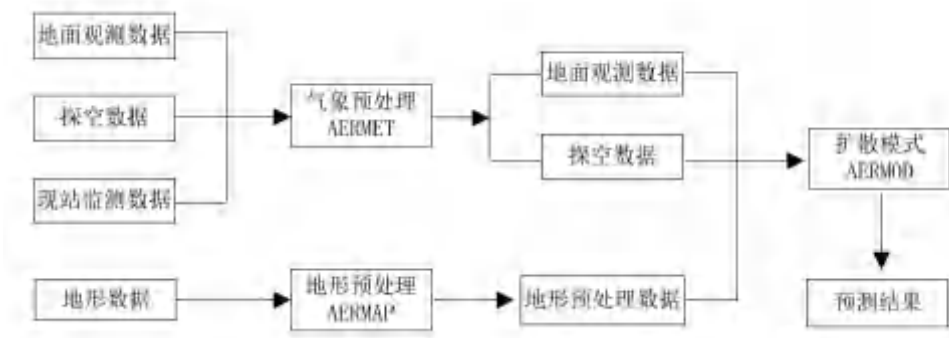 地面观测数据
探空数据
现站监测数据
地形数据
气象预处理
AERMET
地形预处理
AERMAP
地面观测数据
探空数据
地形预处理数据
扩散模式
AERMOD
预测结果